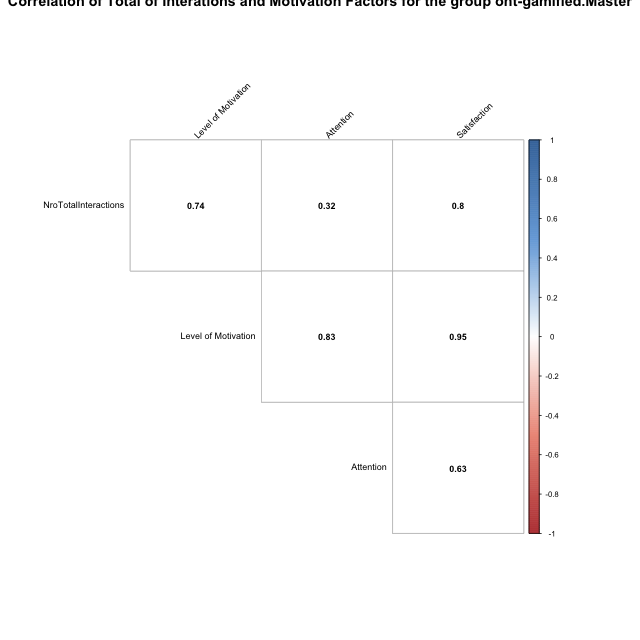 Correlation of Total of Interations and Motivation Factors for the group ont-gamified.Master
Level of Motivation
Attention
Satisfaction
NroTotalInteractions 0.74 0.32 0.8
Level of Motivation 0.83 0.95
Attention 0.63
1
0.8
0.6
0.4
0.2
0
-0.2
-0.4
-0.6
-0.8
-1